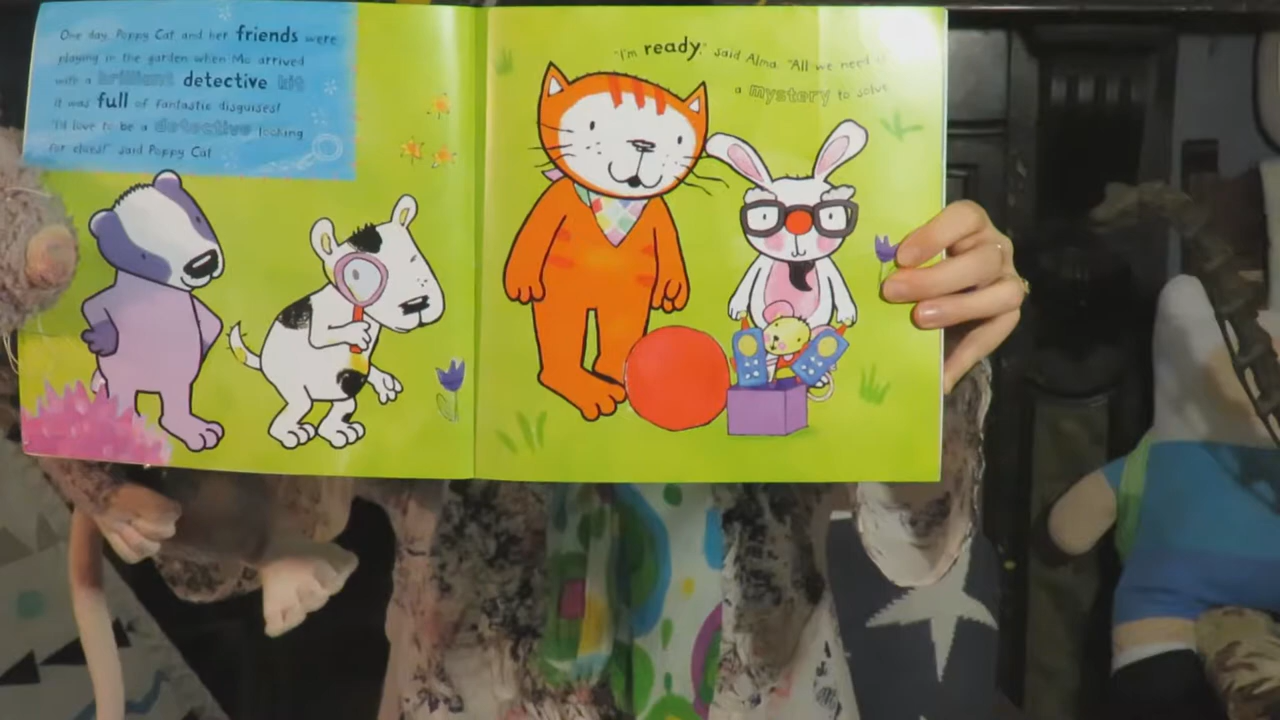 One day Poppy Cat and her friends were
playing in the garden when Mo arrived
with a brilliant detective kit
It was full of fantastic disguises!
"I'd love to be a detective looking
for clues!" said Poppy Cat
"I'm ready," said Alma. "All we need is
a mystery to solve